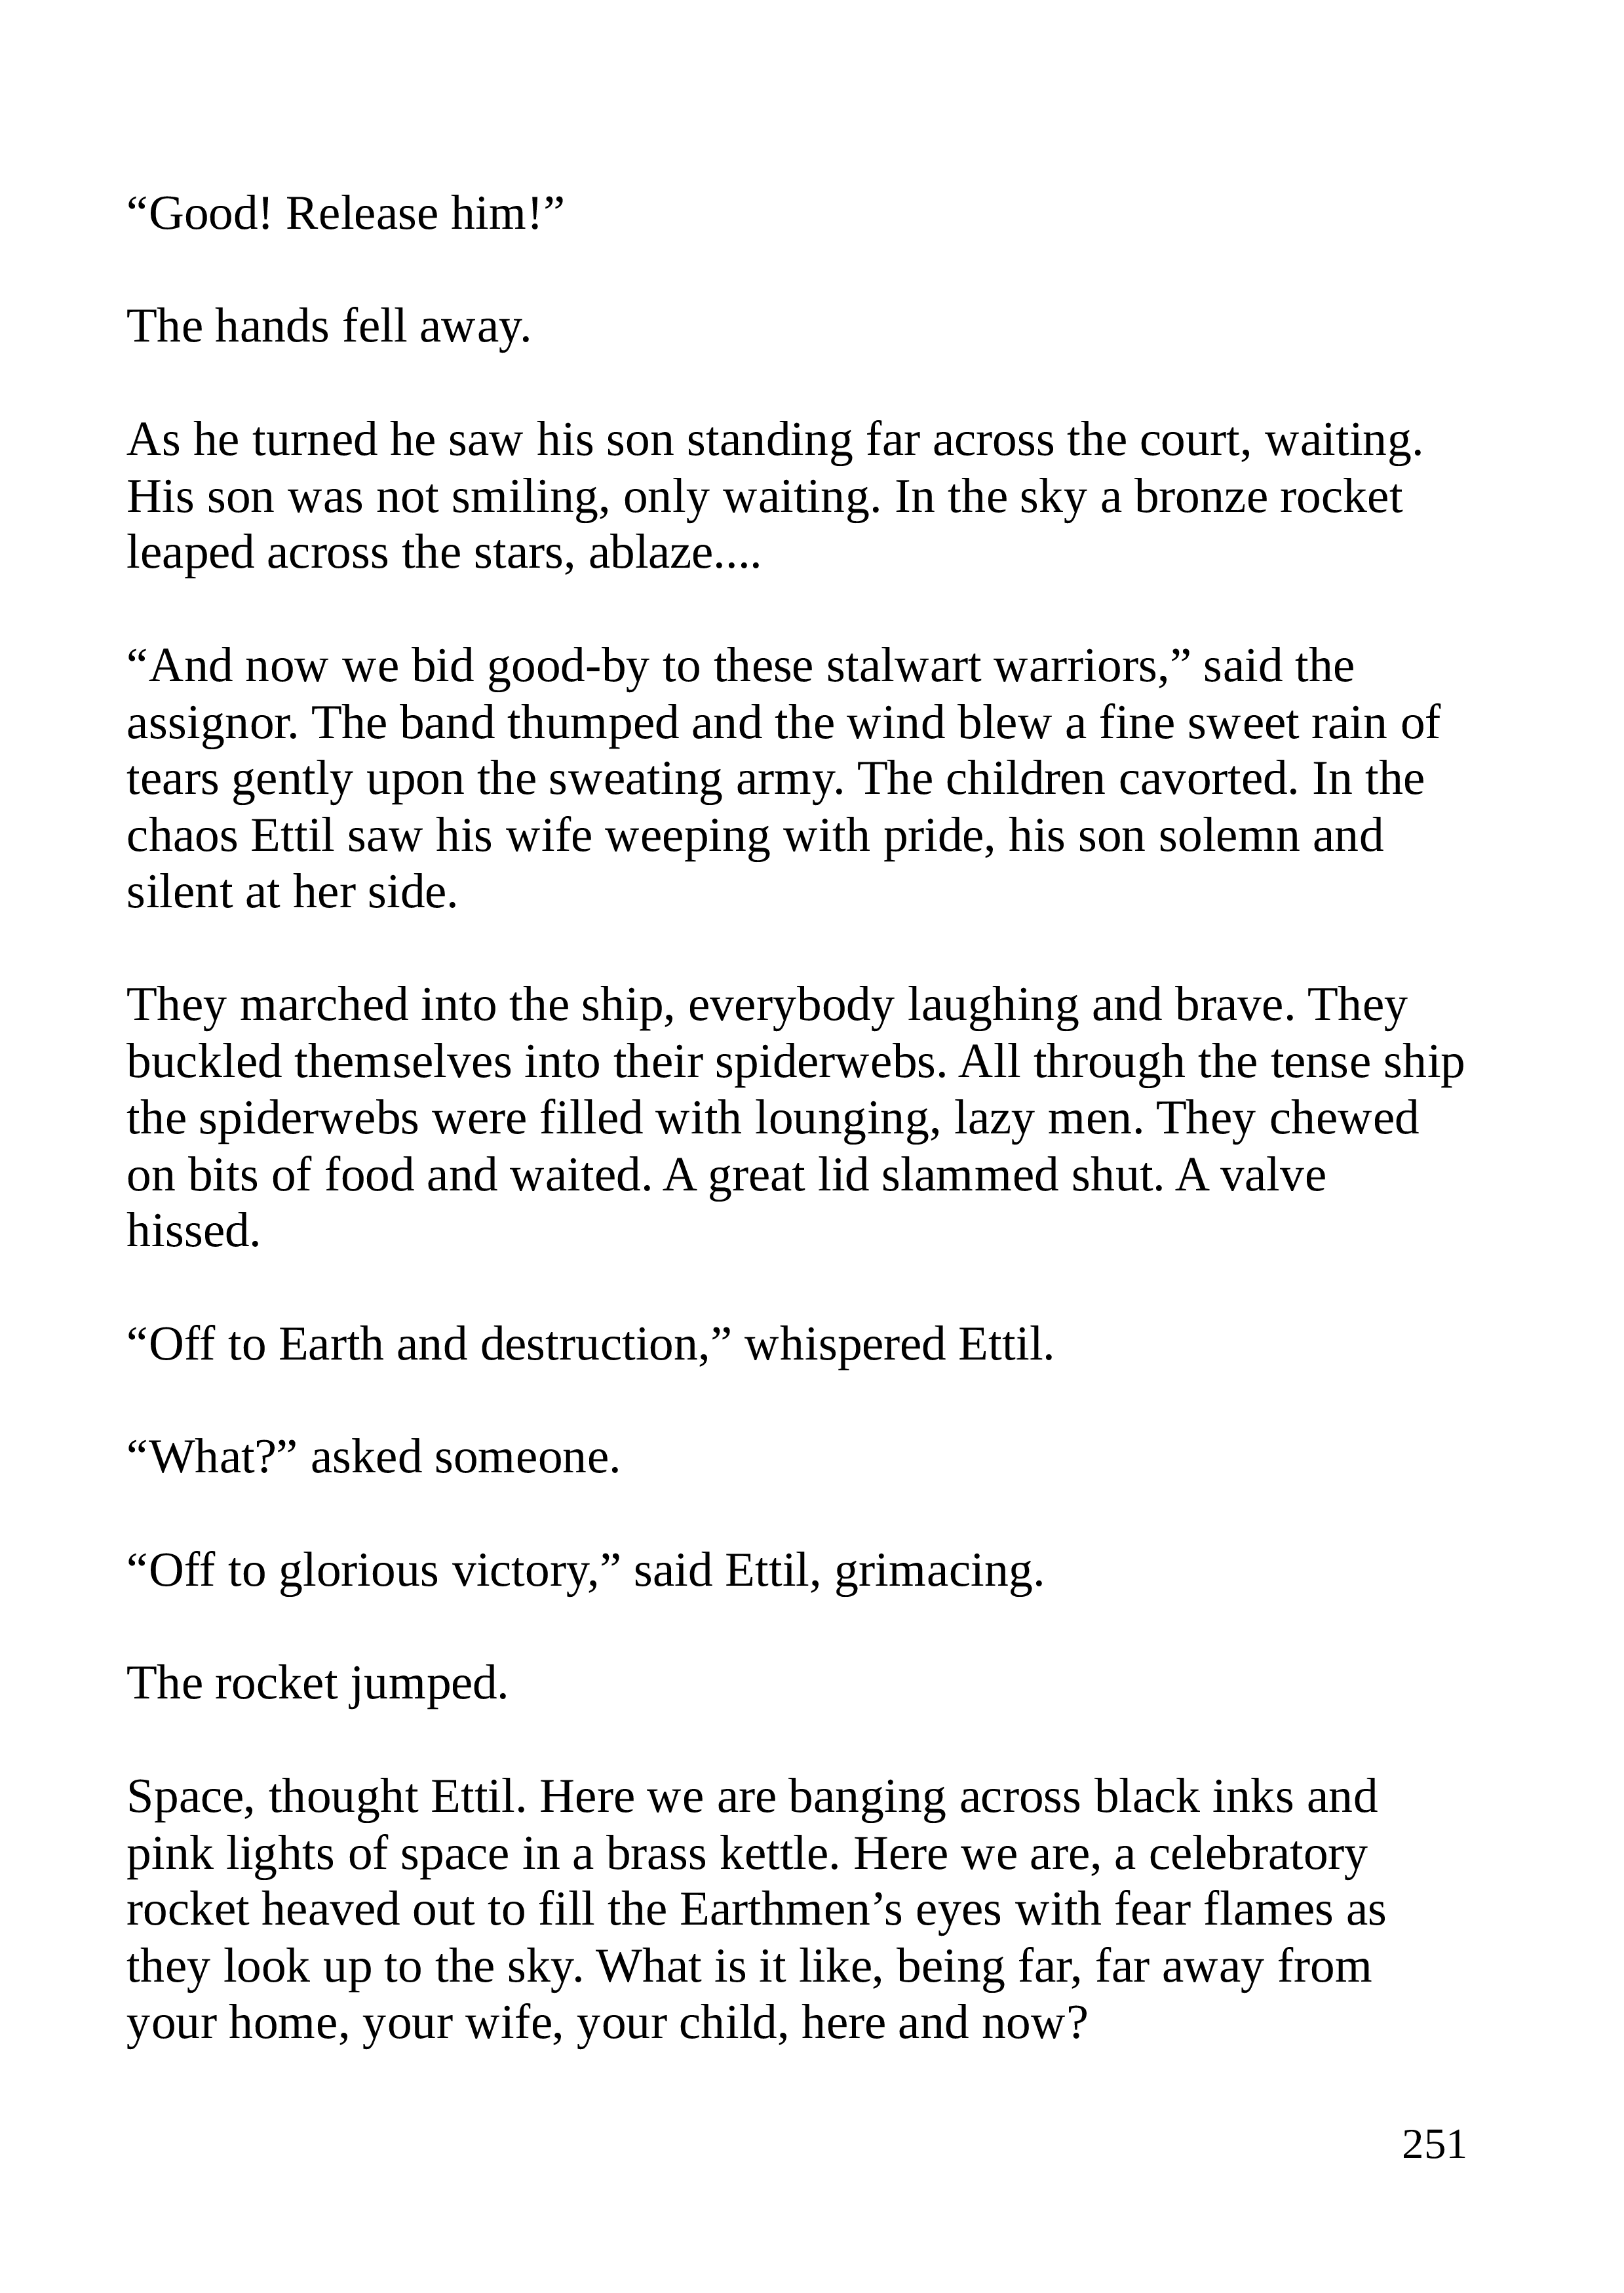 “Good! Release him!”
The hands fell away.
As he turned he saw his son standing far across the court, waiting.
His son was not smiling, only waiting. In the sky a bronze rocket
leaped across the stars, ablaze....
“And now we bid good-by to these stalwart warriors,” said the
assignor. The band thumped and the wind blew a fine sweet rain of
tears gently upon the sweating army. The children cavorted. In the
chaos Ettil saw his wife weeping with pride, his son solemn and
silent at her side.
They marched into the ship, everybody laughing and brave. They
buckled themselves into their spiderwebs. All through the tense ship
the spiderwebs were filled with lounging, lazy men. They chewed
on bits of food and waited. A great lid slammed shut. A valve
hissed.
“Off to Earth and destruction,” whispered Ettil.
“What?” asked someone.
“Off to glorious victory,” said Ettil, grimacing.
The rocket jumped.
Space, thought Ettil. Here we are banging across black inks and
pink lights of space in a brass kettle. Here we are, a celebratory
rocket heaved out to fill the Earthmen’s eyes with fear flames as
they look up to the sky. What is it like, being far, far away from
your home, your wife, your child, here and now?
251